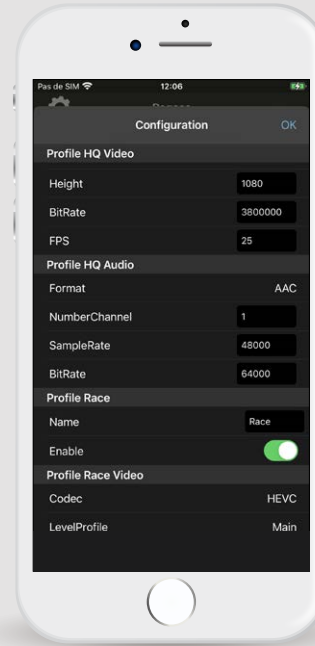 Pas de SIM 12:06
Configuration OK
Profile HQ Video
Height 1080
BitRate 3800000
FPS 25
Profile HQ Audio
Format AAC
NumberChannel 1
SampleRate 48000
BitRate 64000
Profile Race
Name Race
Enable
Profile Race Video
Codec HEVC
LevelProfile Main